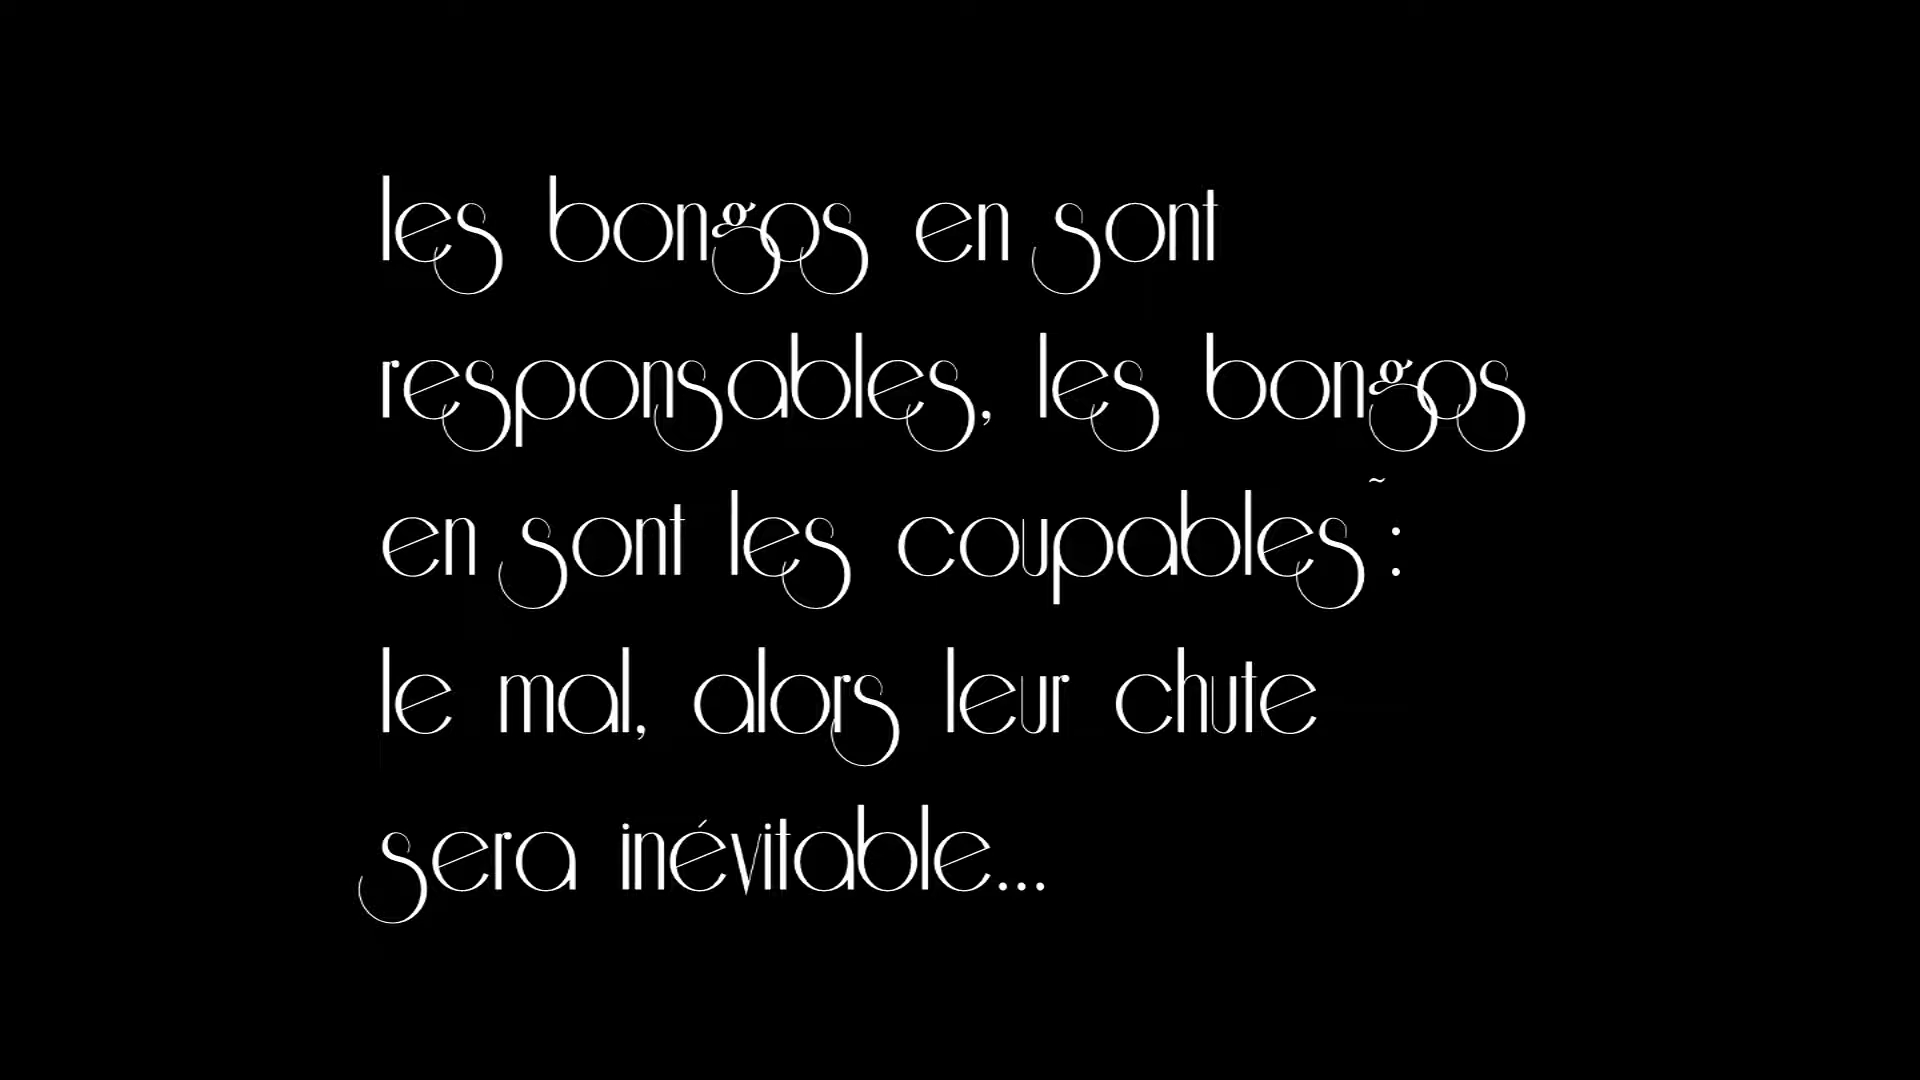 les bongos en sont
responsables, les bongos
en sont les coupables˜:
le mal, alors leur chute
sera inévitable...